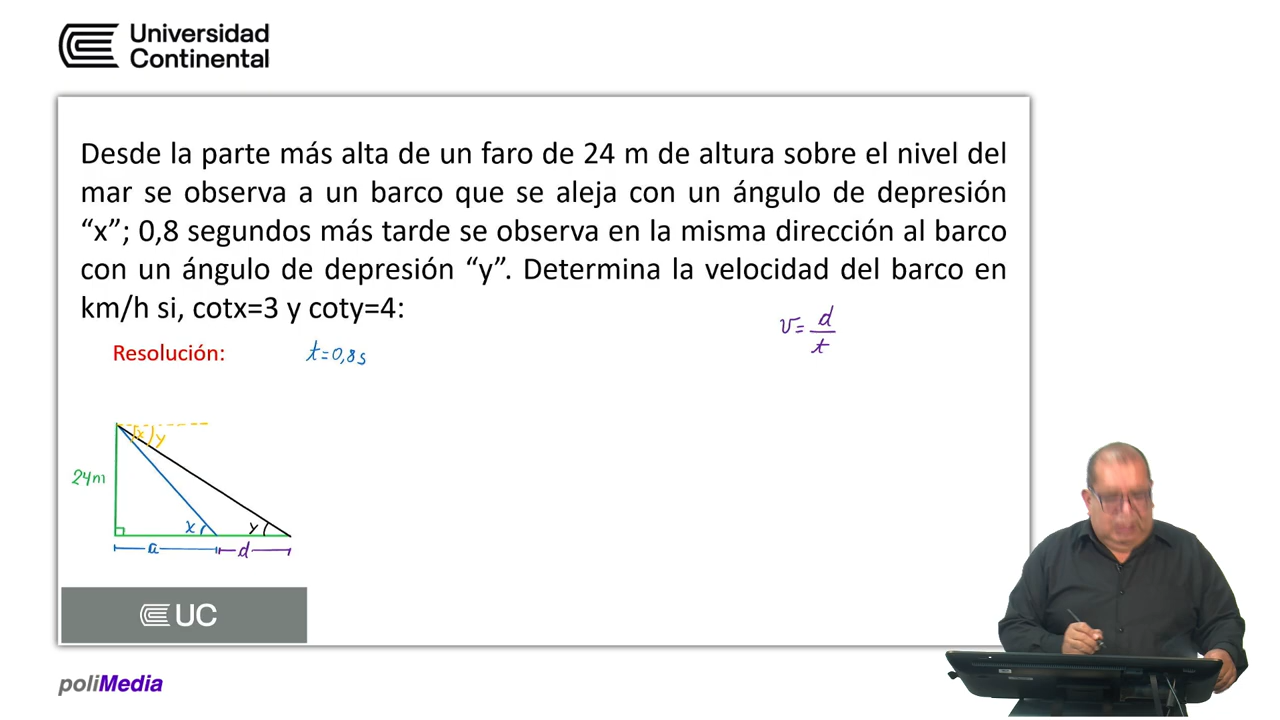 Universidad
Continental
Desde la parte más alta de un faro de 24 m de altura sobre el nivel del
mar se observa a un barco que se aleja con un ángulo de depresión
“x”; 0,8 segundos más tarde se observa en la misma dirección al barco
con un ángulo de depresión “y”. Determina la velocidad del barco en
km/h si, cotx=3 y coty=4:
v=d/t
Resolución:
t=0,8s
x y
24m
x y
a d
UC
poliMedia